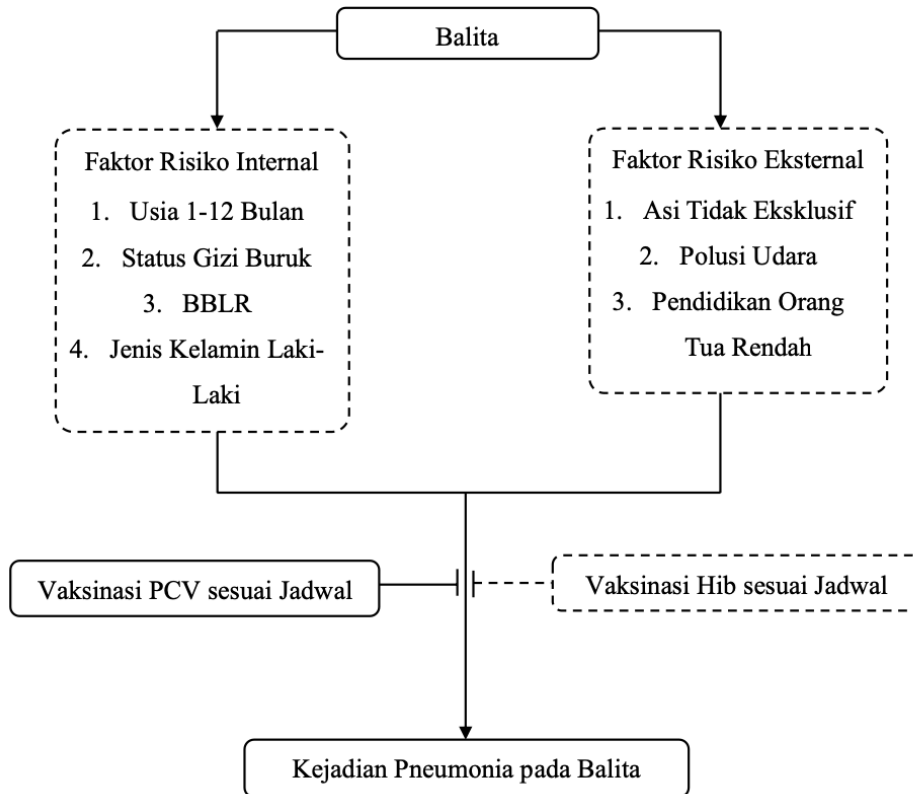 Balita
Faktor Risiko Internal
1. Usia 1-12 Bulan
2. Status Gizi Buruk
3. BBLR
4. Jenis Kelamin Laki-
Laki
Faktor Risiko Eksternal
1. Asi Tidak Eksklusif
2. Polusi Udara
3. Pendidikan Orang
Tua Rendah
Vaksinasi PCV sesuai Jadwal
Vaksinasi Hib sesuai Jadwal
Kejadian Pneumonia pada Balita